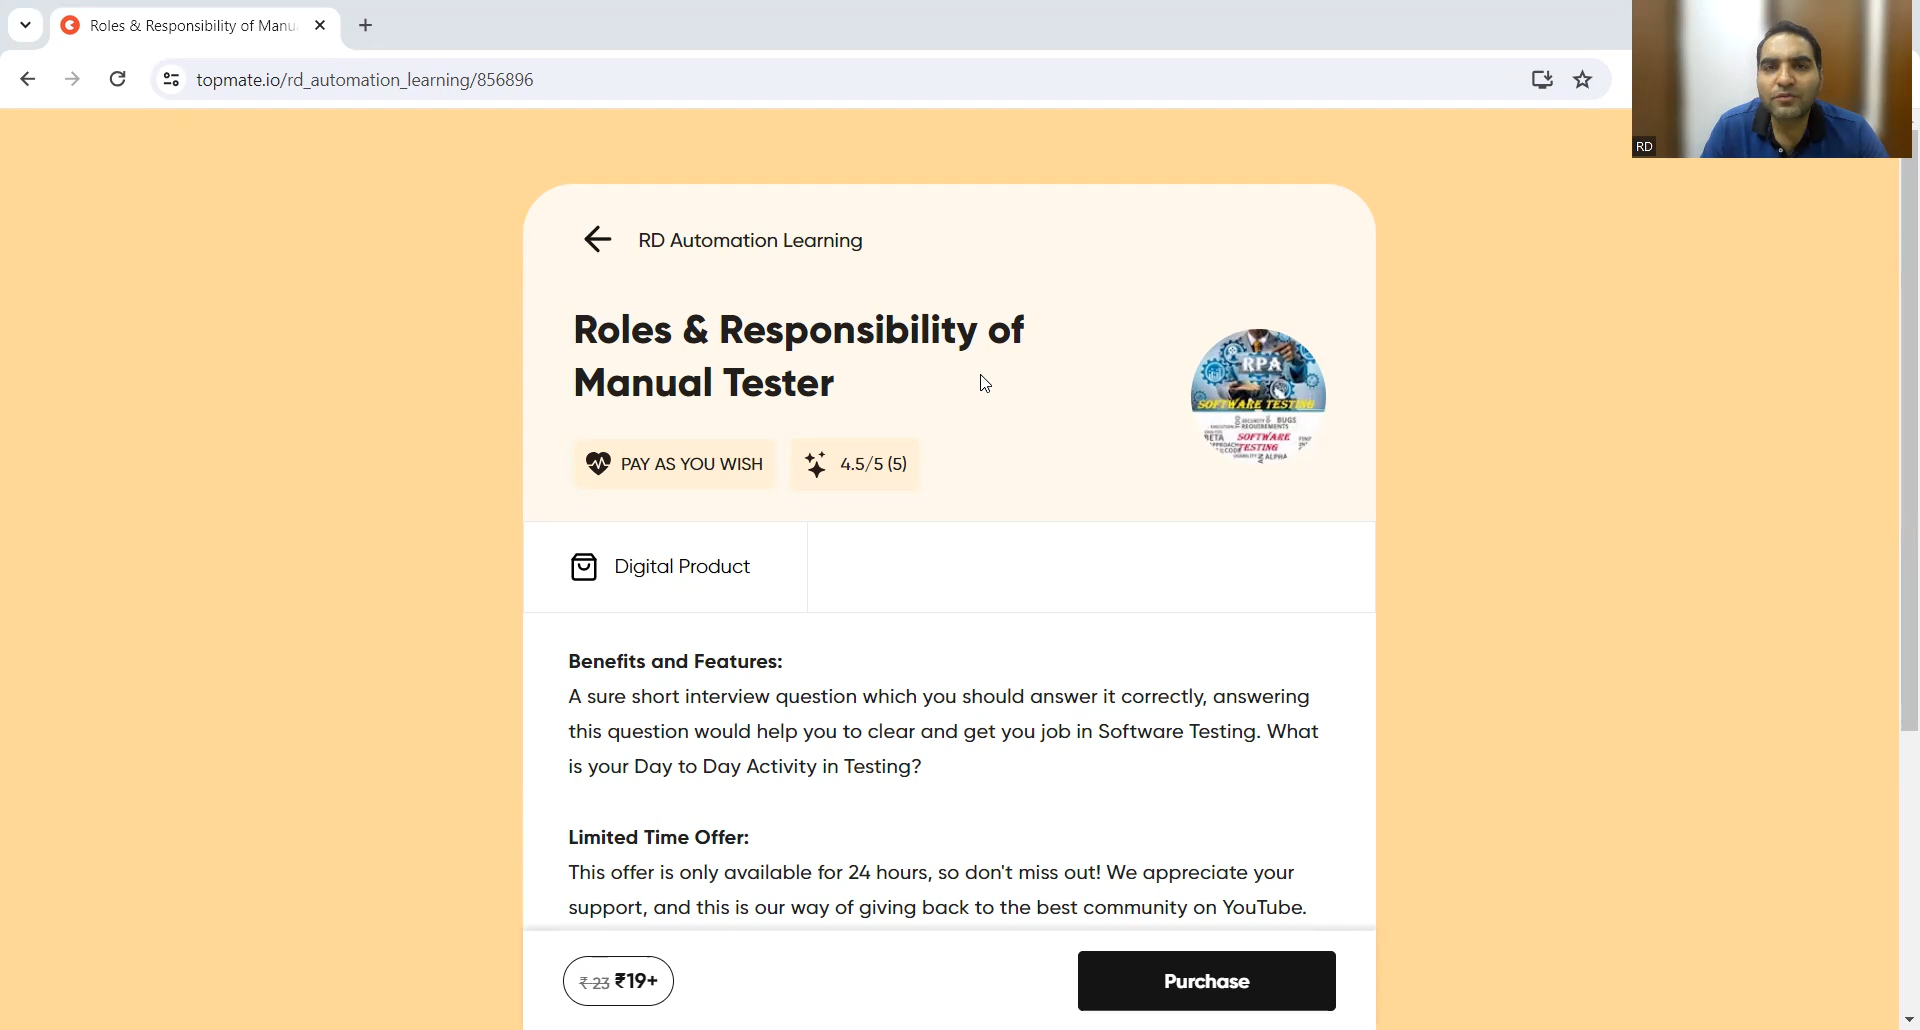 Roles & Responsibility of Manu
topmate.io/rd_automation_learning/856896
RD
RD Automation Learning
Roles & Responsibility of
Manual Tester
RPA
SOFTWARE TESTING
SECURITY BUGS
REQUIREMENTS
BETA SOFTWARE
TESTING
ALPHA
PAY AS YOU WISH
4.5/5 (5)
Digital Product
Benefits and Features:
A sure short interview question which you should answer it correctly, answering
this question would help you to clear and get you job in Software Testing. What
is your Day to Day Activity in Testing?
Limited Time Offer:
This offer is only available for 24 hours, so don't miss out! We appreciate your
support, and this is our way of giving back to the best community on YouTube.
₹ 23 ₹19+
Purchase